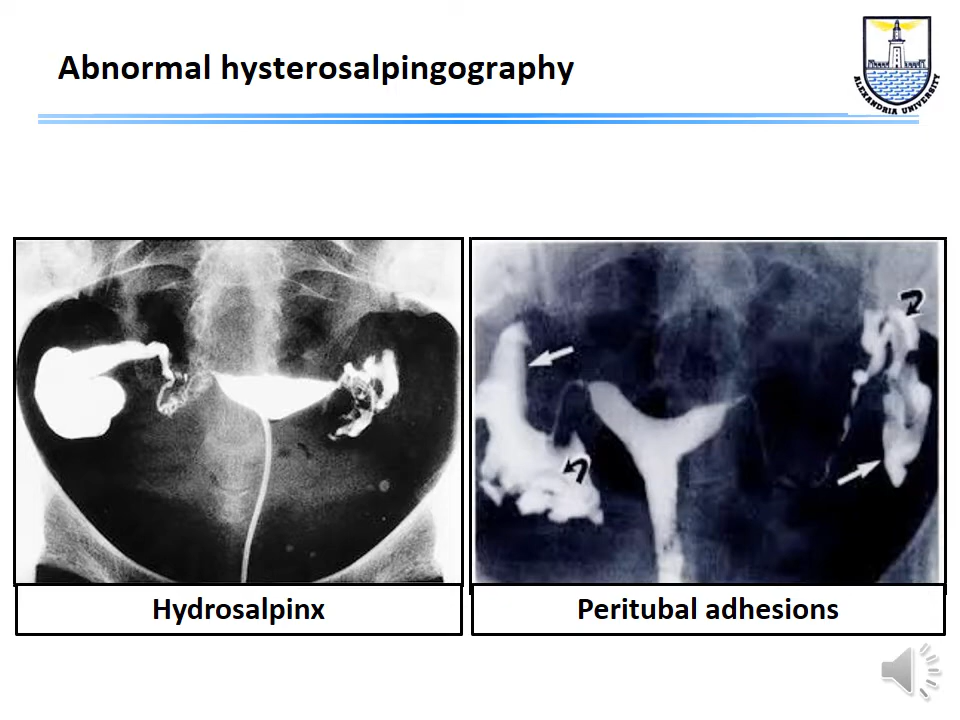 Abnormal hysterosalpingography
ALEXANDRIA UNIVERSITY
Hydrosalpinx
Peritubal adhesions